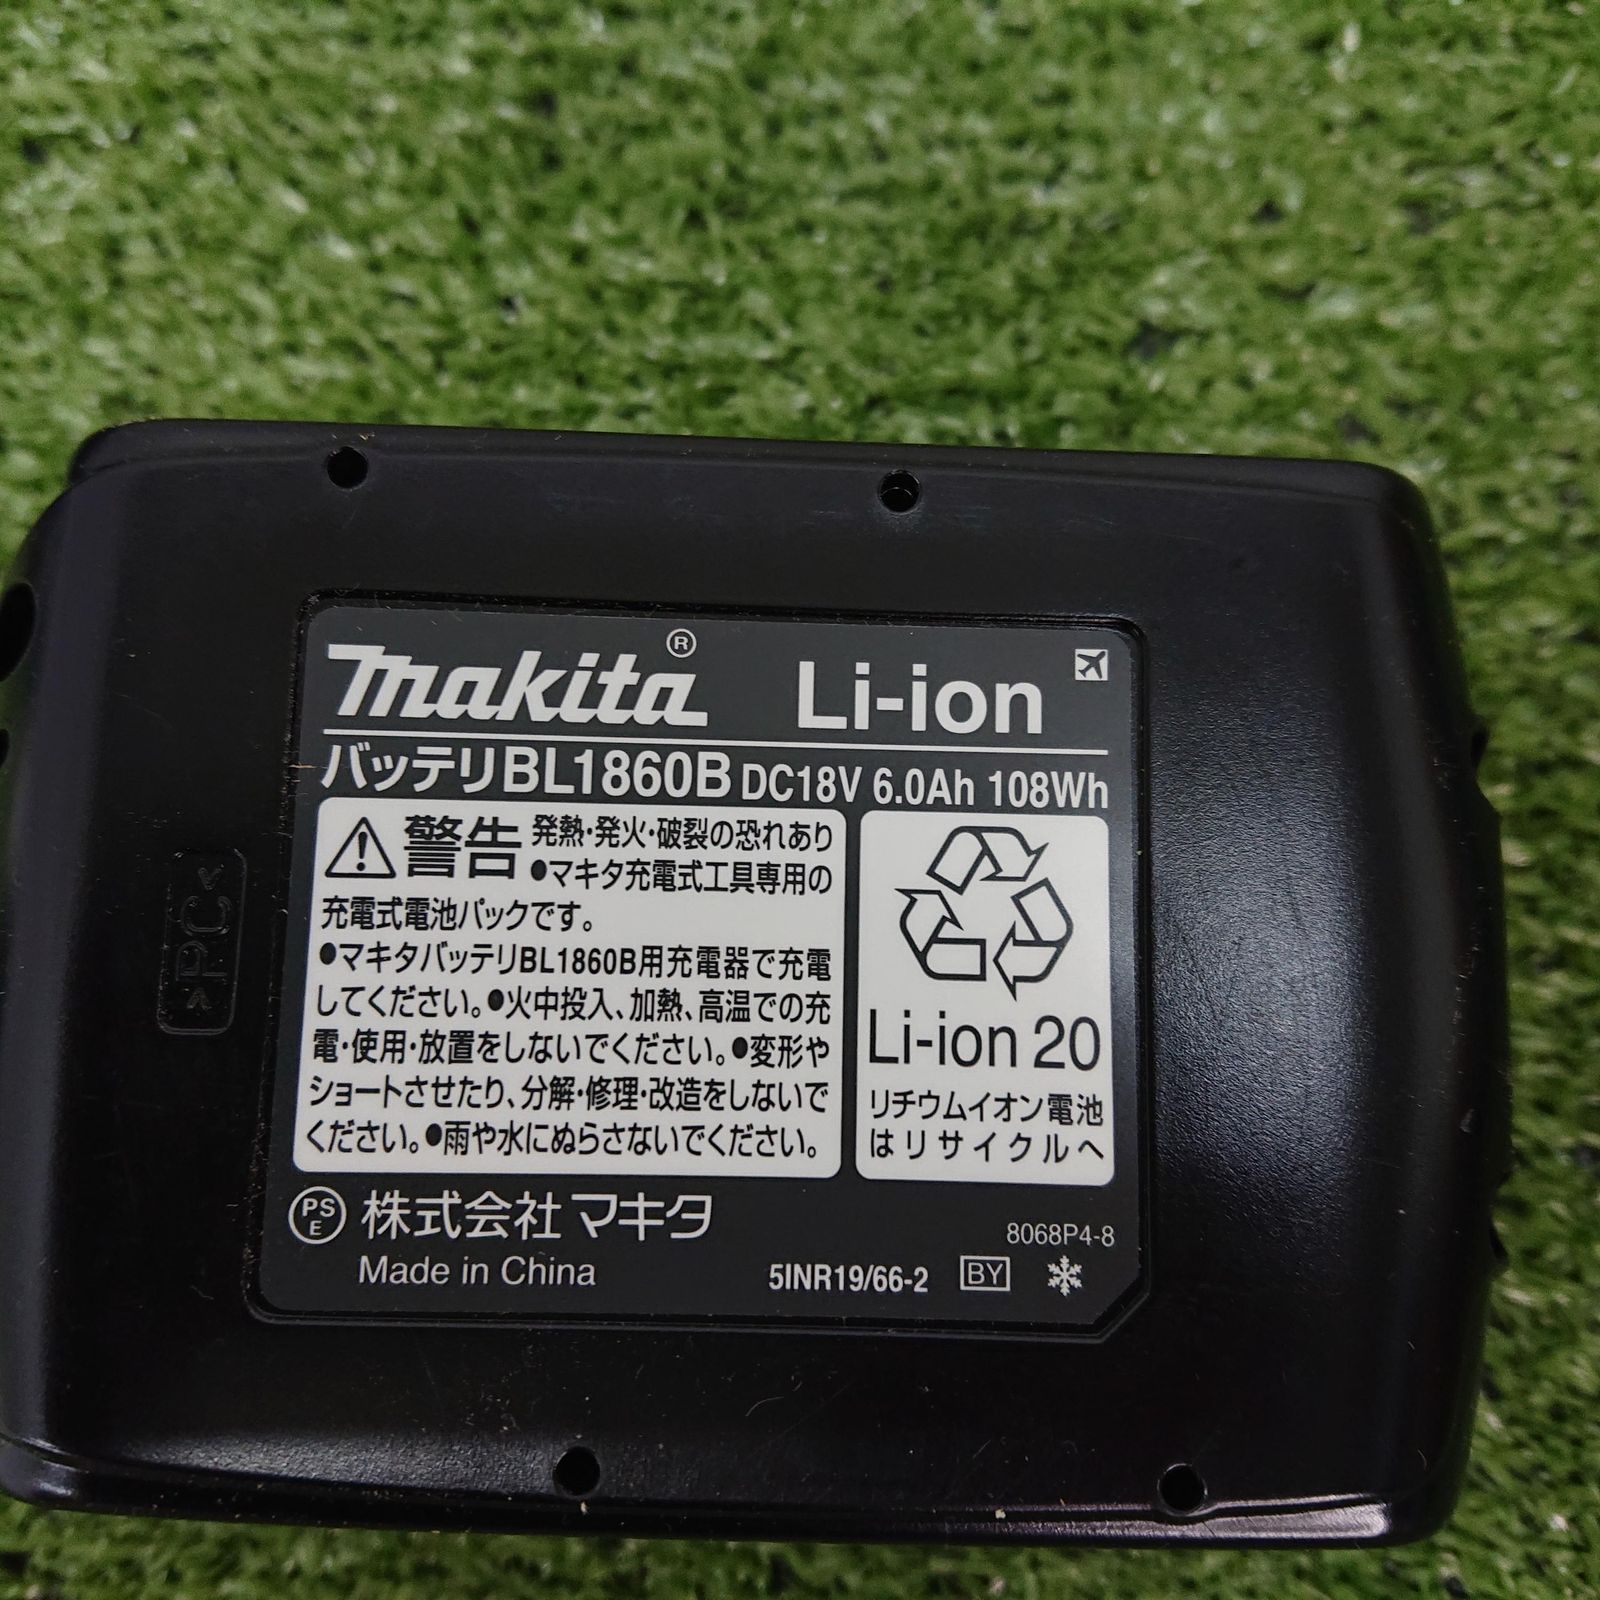 makita® Li-ion
バッテリBL1860B DC18V 6.0Ah 108Wh
警告 発熱・発火・破裂の恐れあり
●マキタ充電式工具専用の
充電式電池パックです。
●マキタバッテリBL1860B用充電器で充電
してください。●火中投入、加熱、高温での充
電・使用・放置をしないでください。●変形や
ショートさせたり、分解・修理・改造をしないで
ください。●雨や水にぬらさないでください。
Li-ion 20
リチウムイオン電池
はリサイクルへ
PS
E
株式会社マキタ
Made in China
8068P4-8
5INR19/66-2 BY
>PC<